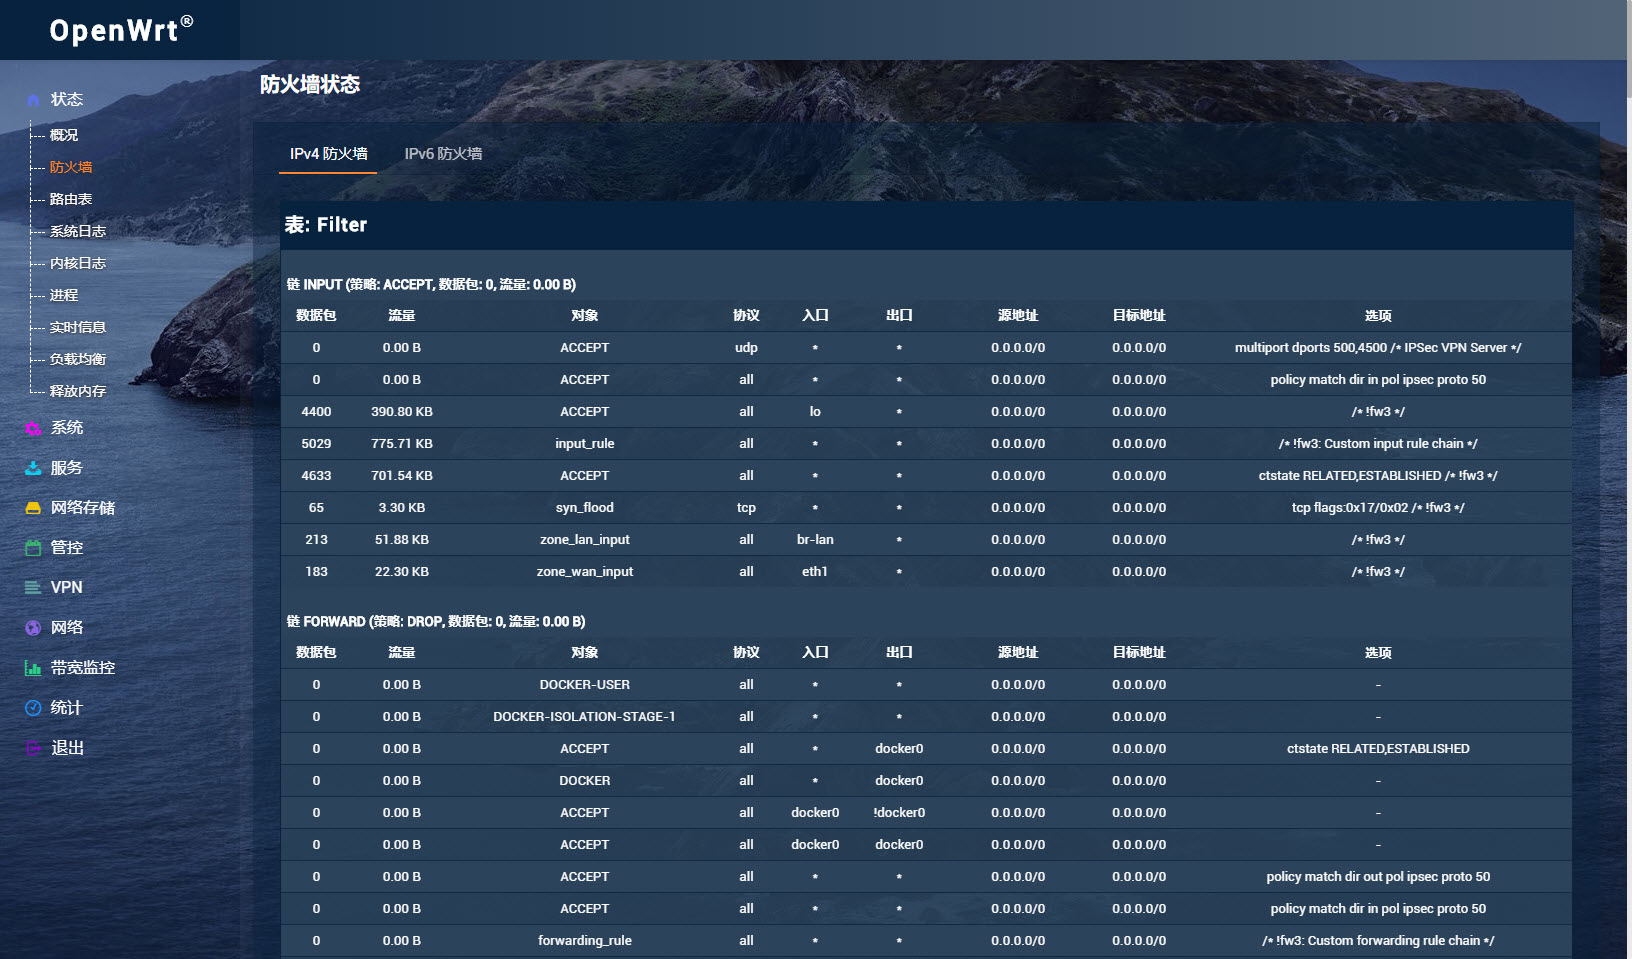 OpenWrt®
状态
概况
防火墙
路由表
系统日志
内核日志
进程
实时信息
负载均衡
释放内存
系统
服务
网络存储
管控
VPN
网络
带宽监控
统计
退出
防火墙状态
IPv4 防火墙 IPv6 防火墙
表: Filter
链 INPUT (策略: ACCEPT, 数据包: 0, 流量: 0.00 B)
数据包 流量 对象 协议 入口 出口 源地址 目标地址 选项
0 0.00 B ACCEPT udp * * 0.0.0.0/0 0.0.0.0/0 multiport dports 500,4500 /* IPSec VPN Server */
0 0.00 B ACCEPT all * * 0.0.0.0/0 0.0.0.0/0 policy match dir in pol ipsec proto 50
4400 390.80 KB ACCEPT all lo * 0.0.0.0/0 0.0.0.0/0 /* !fw3 */
5029 775.71 KB input_rule all * * 0.0.0.0/0 0.0.0.0/0 /* !fw3: Custom input rule chain */
4633 701.54 KB ACCEPT all * * 0.0.0.0/0 0.0.0.0/0 ctstate RELATED,ESTABLISHED /* !fw3 */
65 3.30 KB syn_flood tcp * * 0.0.0.0/0 0.0.0.0/0 tcp flags:0x17/0x02 /* !fw3 */
213 51.88 KB zone_lan_input all br-lan * 0.0.0.0/0 0.0.0.0/0 /* !fw3 */
183 22.30 KB zone_wan_input all eth1 * 0.0.0.0/0 0.0.0.0/0 /* !fw3 */
链 FORWARD (策略: DROP, 数据包: 0, 流量: 0.00 B)
数据包 流量 对象 协议 入口 出口 源地址 目标地址 选项
0 0.00 B DOCKER-USER all * * 0.0.0.0/0 0.0.0.0/0 -
0 0.00 B DOCKER-ISOLATION-STAGE-1 all * * 0.0.0.0/0 0.0.0.0/0 -
0 0.00 B ACCEPT all * docker0 0.0.0.0/0 0.0.0.0/0 ctstate RELATED,ESTABLISHED
0 0.00 B DOCKER all * docker0 0.0.0.0/0 0.0.0.0/0 -
0 0.00 B ACCEPT all docker0 !docker0 0.0.0.0/0 0.0.0.0/0 -
0 0.00 B ACCEPT all docker0 docker0 0.0.0.0/0 0.0.0.0/0 -
0 0.00 B ACCEPT all * * 0.0.0.0/0 0.0.0.0/0 policy match dir out pol ipsec proto 50
0 0.00 B ACCEPT all * * 0.0.0.0/0 0.0.0.0/0 policy match dir in pol ipsec proto 50
0 0.00 B forwarding_rule all * * 0.0.0.0/0 0.0.0.0/0 /* !fw3: Custom forwarding rule chain */